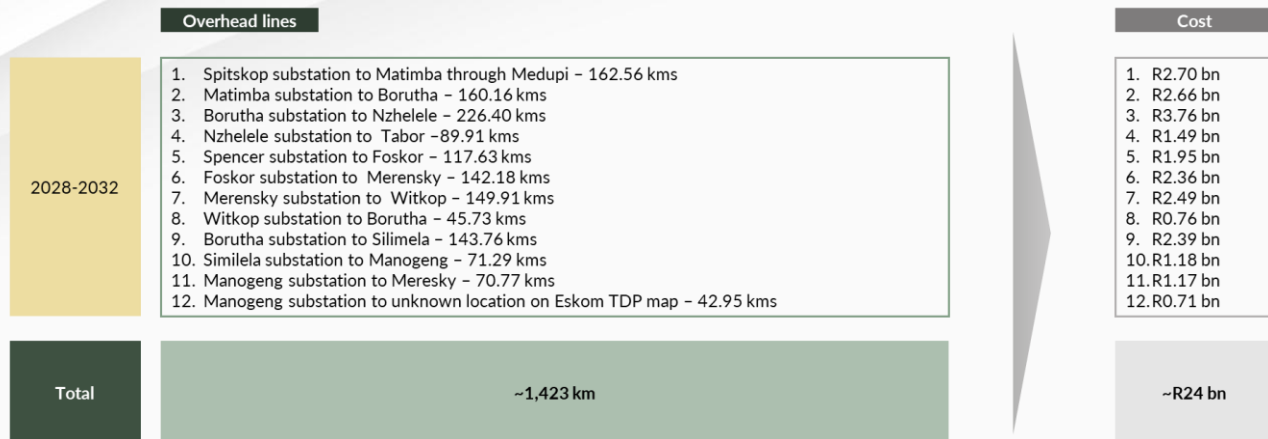 Overhead lines
Cost
2028-2032
1. Spitskop substation to Matimba through Medupi – 162.56 kms
2. Matimba substation to Borutha – 160.16 kms
3. Borutha substation to Nzhelele – 226.40 kms
4. Nzhelele substation to Tabor –89.91 kms
5. Spencer substation to Foskor – 117.63 kms
6. Foskor substation to Merensky – 142.18 kms
7. Merensky substation to Witkop – 149.91 kms
8. Witkop substation to Borutha – 45.73 kms
9. Borutha substation to Silimela – 143.76 kms
10. Similela substation to Manogeng – 71.29 kms
11. Manogeng substation to Meresky – 70.77 kms
12. Manogeng substation to unknown location on Eskom TDP map – 42.95 kms
1. R2.70 bn
2. R2.66 bn
3. R3.76 bn
4. R1.49 bn
5. R1.95 bn
6. R2.36 bn
7. R2.49 bn
8. R0.76 bn
9. R2.39 bn
10. R1.18 bn
11. R1.17 bn
12. R0.71 bn
Total
~1,423 km
~R24 bn